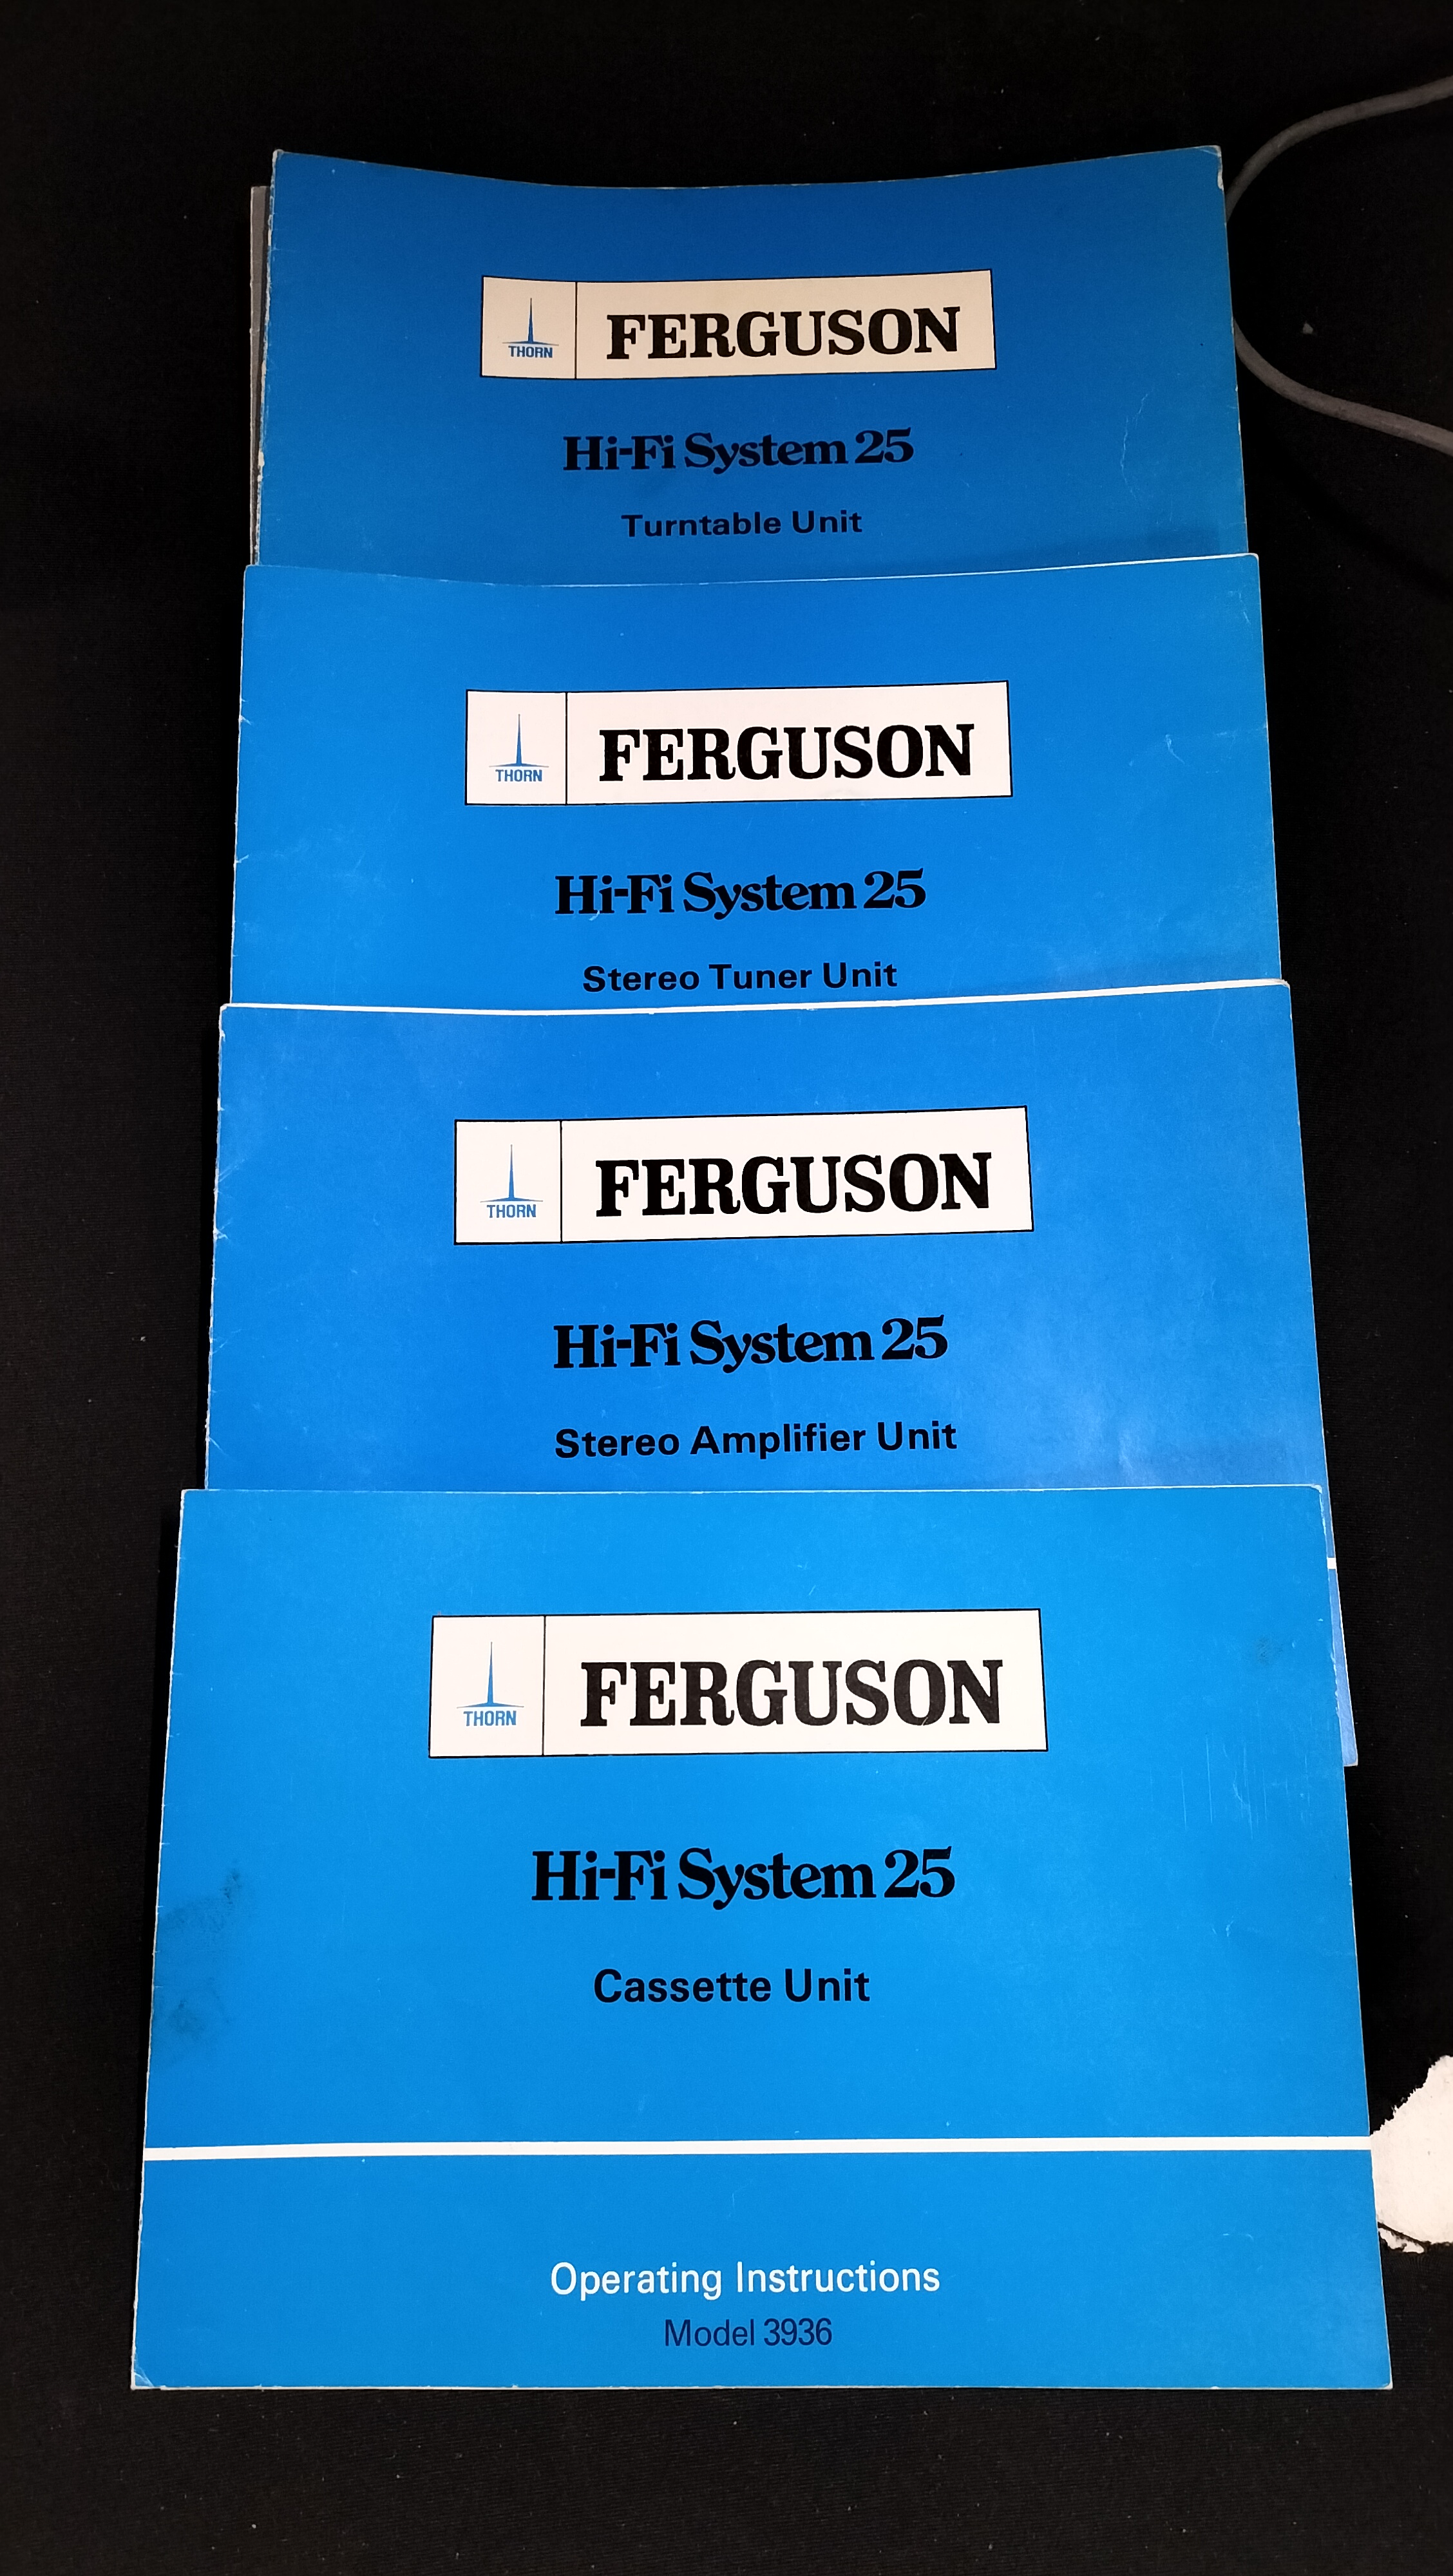 THORN FERGUSON
Hi-Fi System 25
Turntable Unit
THORN FERGUSON
Hi-Fi System 25
Stereo Tuner Unit
THORN FERGUSON
Hi-Fi System 25
Stereo Amplifier Unit
THORN FERGUSON
Hi-Fi System 25
Cassette Unit
Operating Instructions
Model 3936